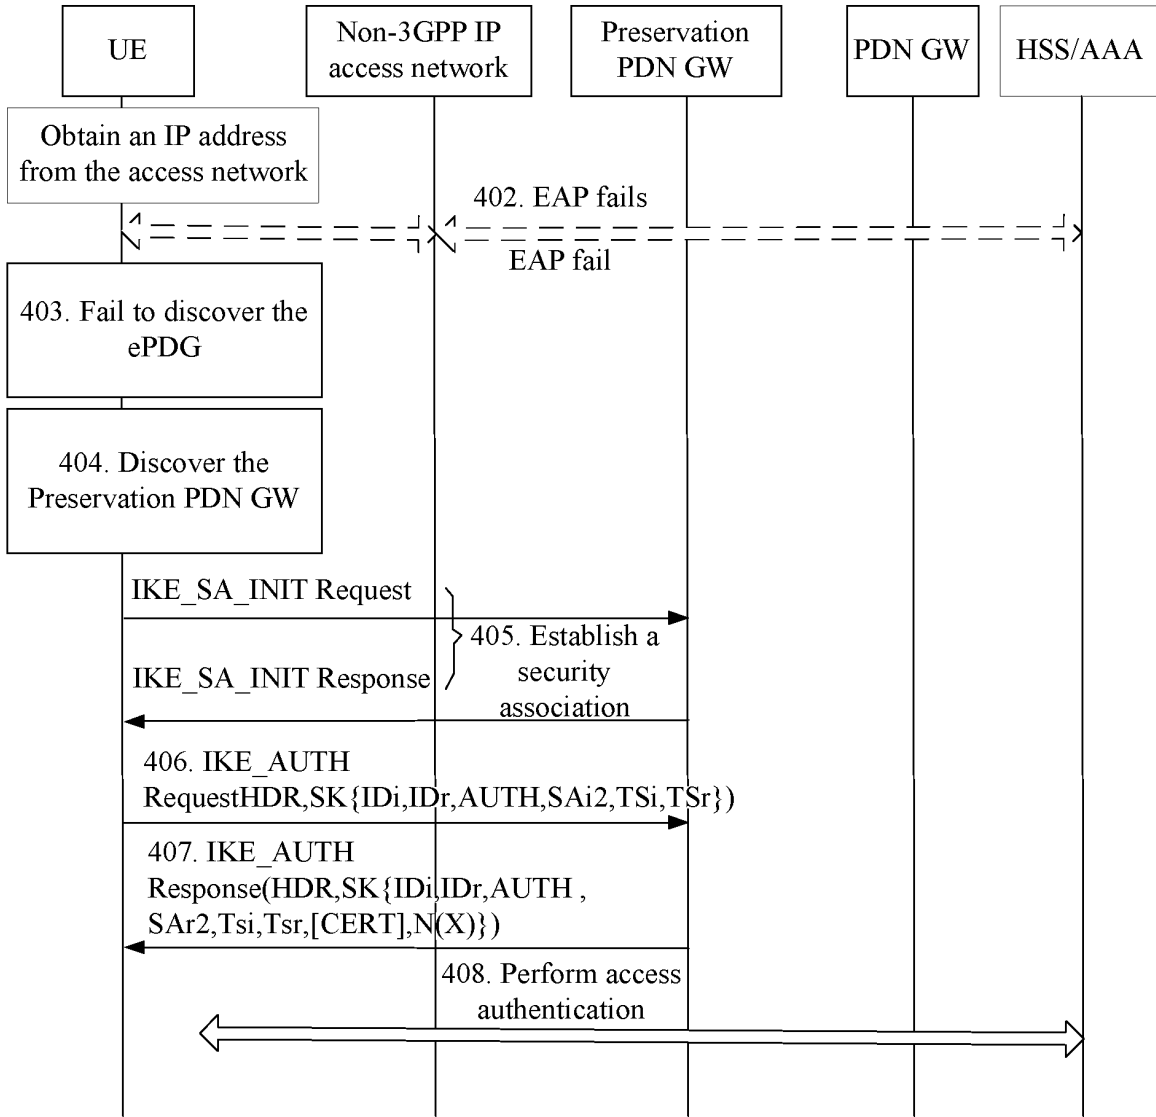 UE
Non-3GPP IP
access network
Preservation
PDN GW
PDN GW
HSS/AAA
Obtain an IP address
from the access network
402. EAP fails
EAP fail
403. Fail to discover the
ePDG
404. Discover the
Preservation PDN GW
IKE_SA_INIT Request
405. Establish a
security
association
IKE_SA_INIT Response
406. IKE_AUTH
RequestHDR,SK{IDi,IDr,AUTH,SAi2,TSi,TSr})
407. IKE_AUTH
Response(HDR,SK{IDi,IDr,AUTH ,
SAr2,Tsi,Tsr,[CERT],N(X)})
408. Perform access
authentication